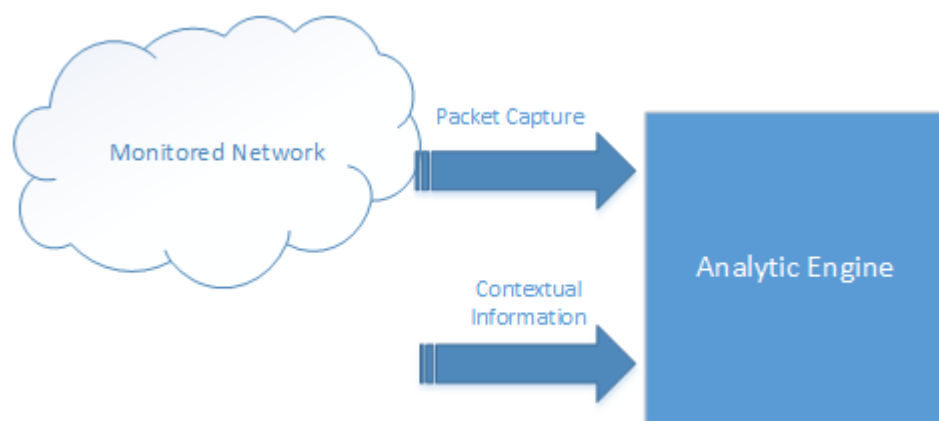 Monitored Network
Packet Capture
Contextual
Information
Analytic Engine